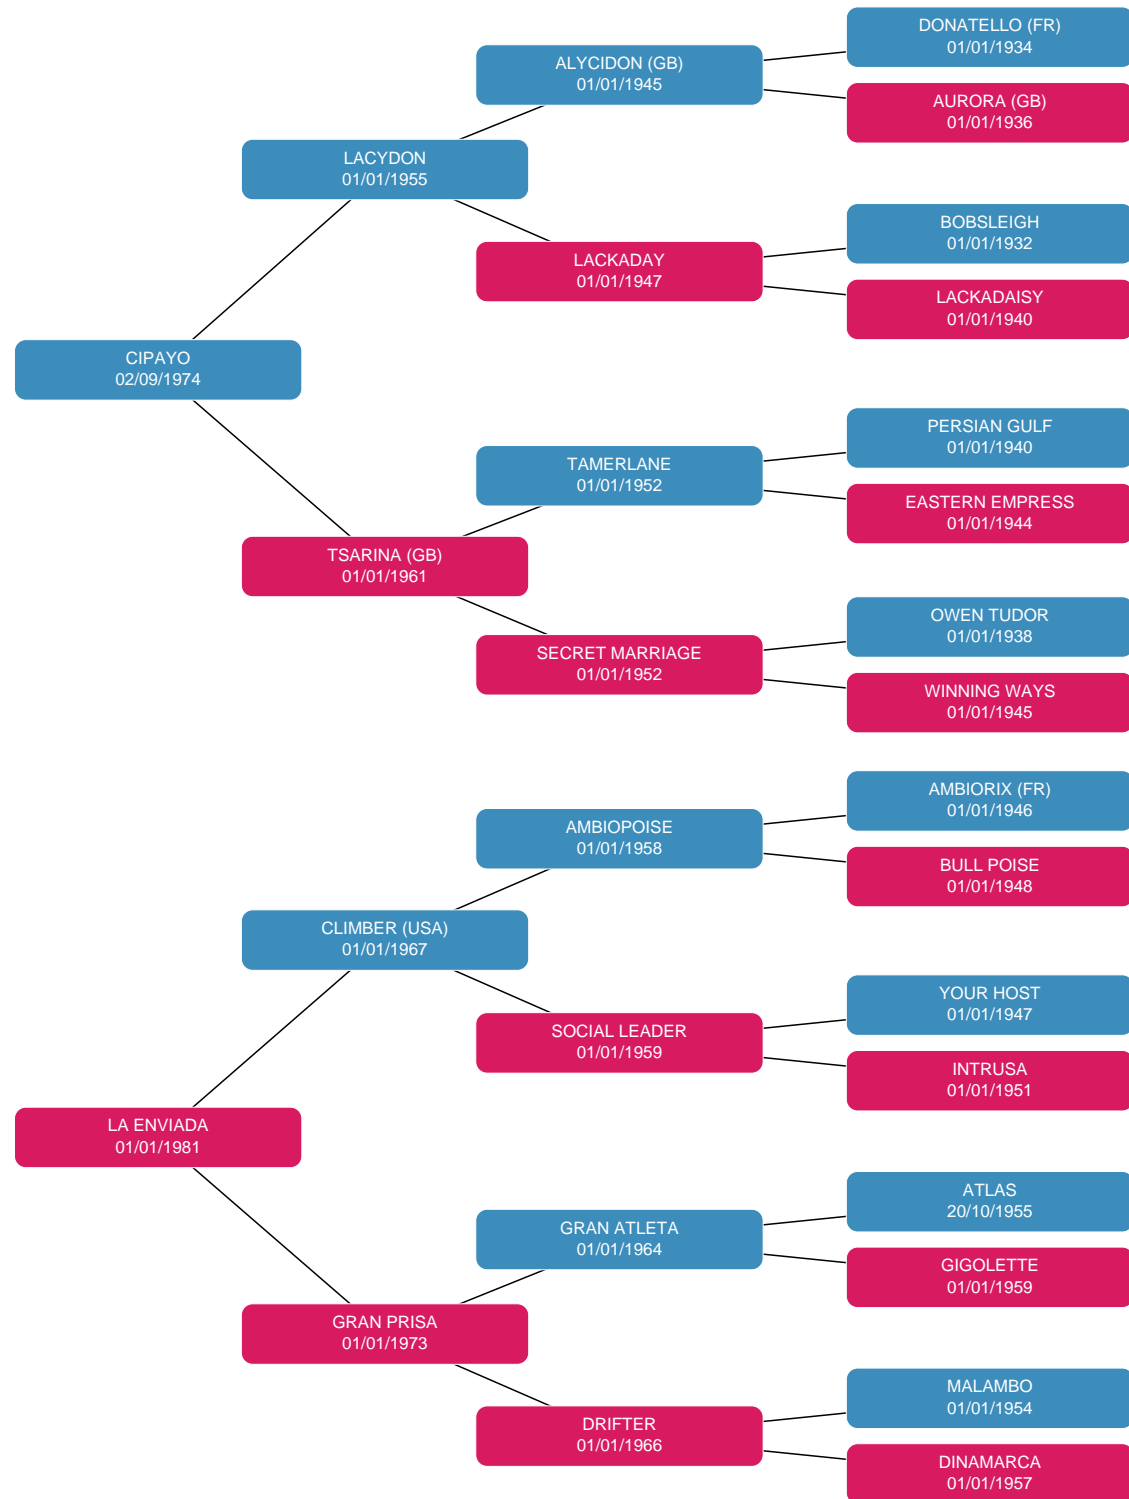 DONATELLO (FR)
01/01/1934
ALYCIDON (GB)
01/01/1945
AURORA (GB)
01/01/1936
LACYDON
01/01/1955
BOBSLEIGH
01/01/1932
LACKADAY
01/01/1947
LACKADAISY
01/01/1940
CIPAYO
02/09/1974
PERSIAN GULF
01/01/1940
TAMERLANE
01/01/1952
EASTERN EMPRESS
01/01/1944
TSARINA (GB)
01/01/1961
OWEN TUDOR
01/01/1938
SECRET MARRIAGE
01/01/1952
WINNING WAYS
01/01/1945
AMBIORIX (FR)
01/01/1946
AMBIOPOISE
01/01/1958
BULL POISE
01/01/1948
CLIMBER (USA)
01/01/1967
YOUR HOST
01/01/1947
SOCIAL LEADER
01/01/1959
INTRUSA
01/01/1951
LA ENVIADA
01/01/1981
ATLAS
20/10/1955
GRAN ATLETA
01/01/1964
GIGOLETTE
01/01/1959
GRAN PRISA
01/01/1973
MALAMBO
01/01/1954
DRIFTER
01/01/1966
DINAMARCA
01/01/1957